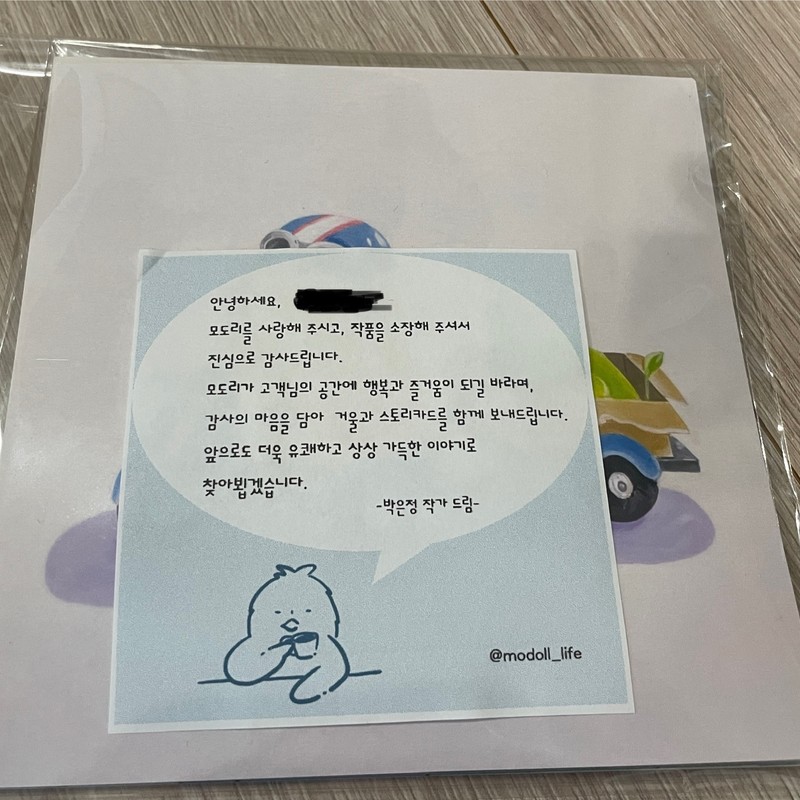 안녕하세요,
모도리를 사랑해 주시고, 작품을 소장해 주셔서
진심으로 감사드립니다.
모도리가 고객님의 공간에 행복과 즐거움이 되길 바라며,
감사의 마음을 담아 거울과 스토리카드를 함께 보내드립니다.
앞으로도 더욱 유쾌하고 상상 가득한 이야기로
찾아뵙겠습니다.
-박은정 작가 드림-
@modoll_life